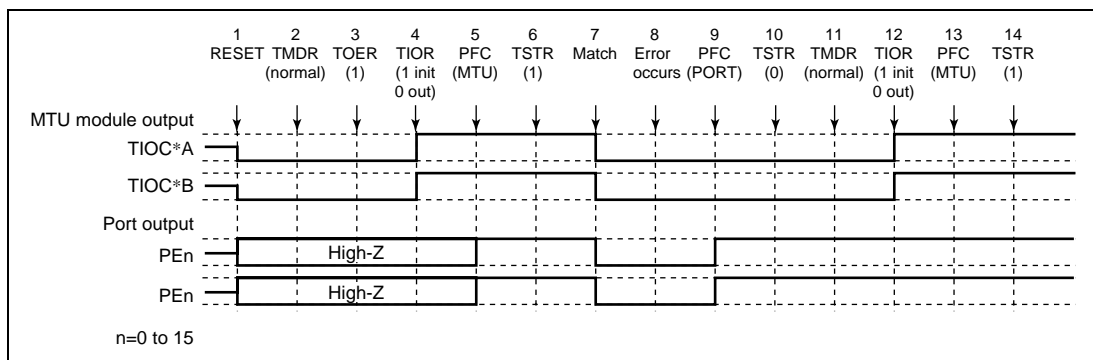 1 2 3 4 5 6 7 8 9 10 11 12 13 14
RESET TMDR TOER TIOR PFC TSTR Match Error PFC TSTR TMDR TIOR PFC TSTR
(normal) (1) (1 init (MTU) (1) occurs (PORT) (0) (normal) (1 init (MTU) (1)
0 out) 0 out)
MTU module output
TIOC*A
TIOC*B
Port output
PEn High-Z
PEn High-Z
n=0 to 15